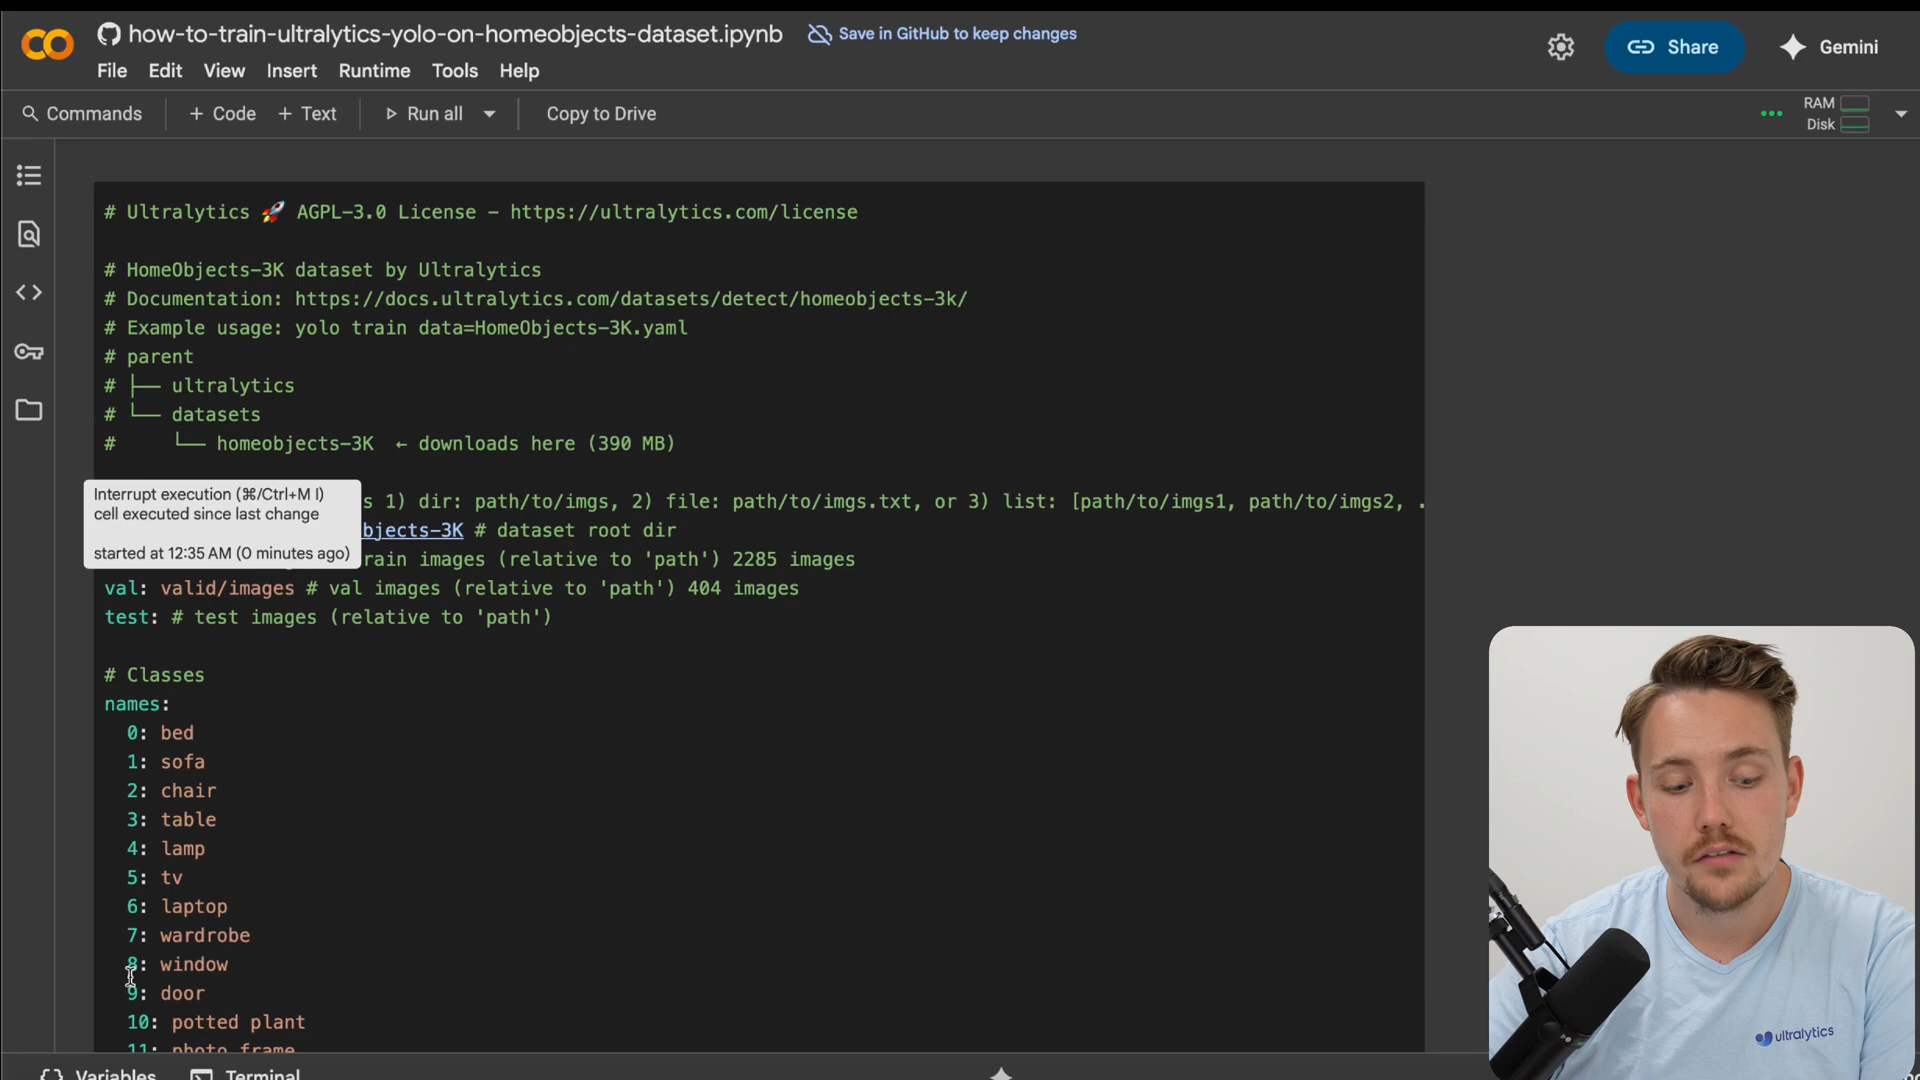 how-to-train-ultralytics-yolo-on-homeobjects-dataset.ipynb
Save in GitHub to keep changes
Share
Gemini
File Edit View Insert Runtime Tools Help
Commands + Code + Text Run all Copy to Drive
RAM
Disk
# Ultralytics 🚀 AGPL-3.0 License - https://ultralytics.com/license
# HomeObjects-3K dataset by Ultralytics
# Documentation: https://docs.ultralytics.com/datasets/detect/homeobjects-3k/
# Example usage: yolo train data=HomeObjects-3K.yaml
# parent
# ├── ultralytics
# └── datasets
#     └── homeobjects-3K ← downloads here (390 MB)
Interrupt execution (⌘/Ctrl+M I)
cell executed since last change
started at 12:35 AM (0 minutes ago)
s 1) dir: path/to/imgs, 2) file: path/to/imgs.txt, or 3) list: [path/to/imgs1, path/to/imgs2, .
bjects-3K # dataset root dir
rain images (relative to 'path') 2285 images
val: valid/images # val images (relative to 'path') 404 images
test: # test images (relative to 'path')
# Classes
names:
0: bed
1: sofa
2: chair
3: table
4: lamp
5: tv
6: laptop
7: wardrobe
8: window
9: door
10: potted plant
11: photo frame
Variables Terminal
ultralytics